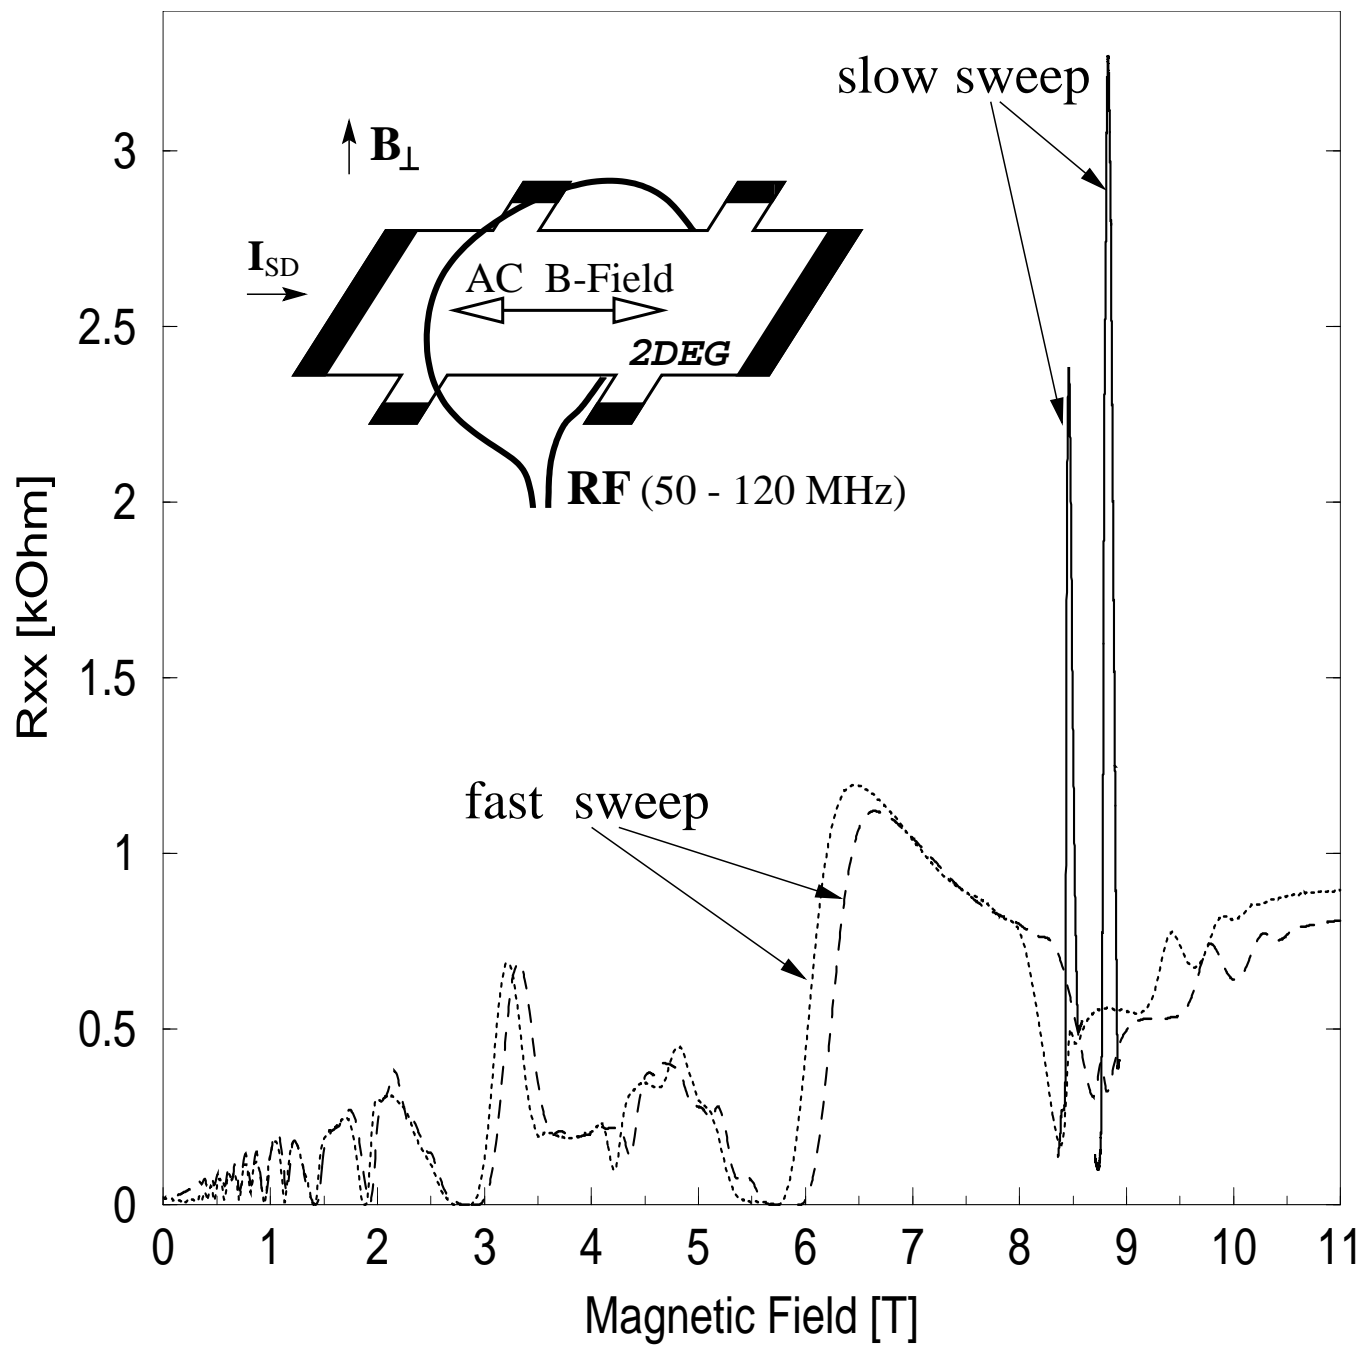 slow sweep
3
B⊥
I_SD
AC B-Field
2.5
2DEG
2
RF (50 - 120 MHz)
Rxx [kOhm]
1.5
fast sweep
1
0.5
0
0 1 2 3 4 5 6 7 8 9 10 11
Magnetic Field [T]